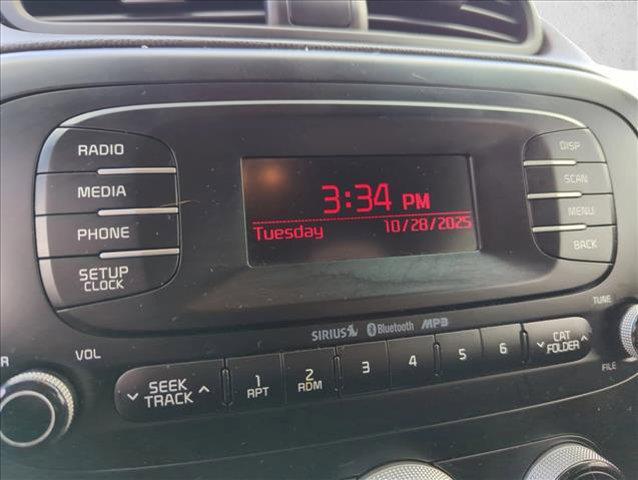 RADIO
MEDIA
PHONE
SETUP
CLOCK
3:34 PM
Tuesday 10/28/2025
DISP
SCAN
MENU
BACK
SIRIUS Bluetooth MP3
VOL
SEEK
TRACK
1
RPT
2
RDM
3
4
5
6
CAT
FOLDER
TUNE
FILE